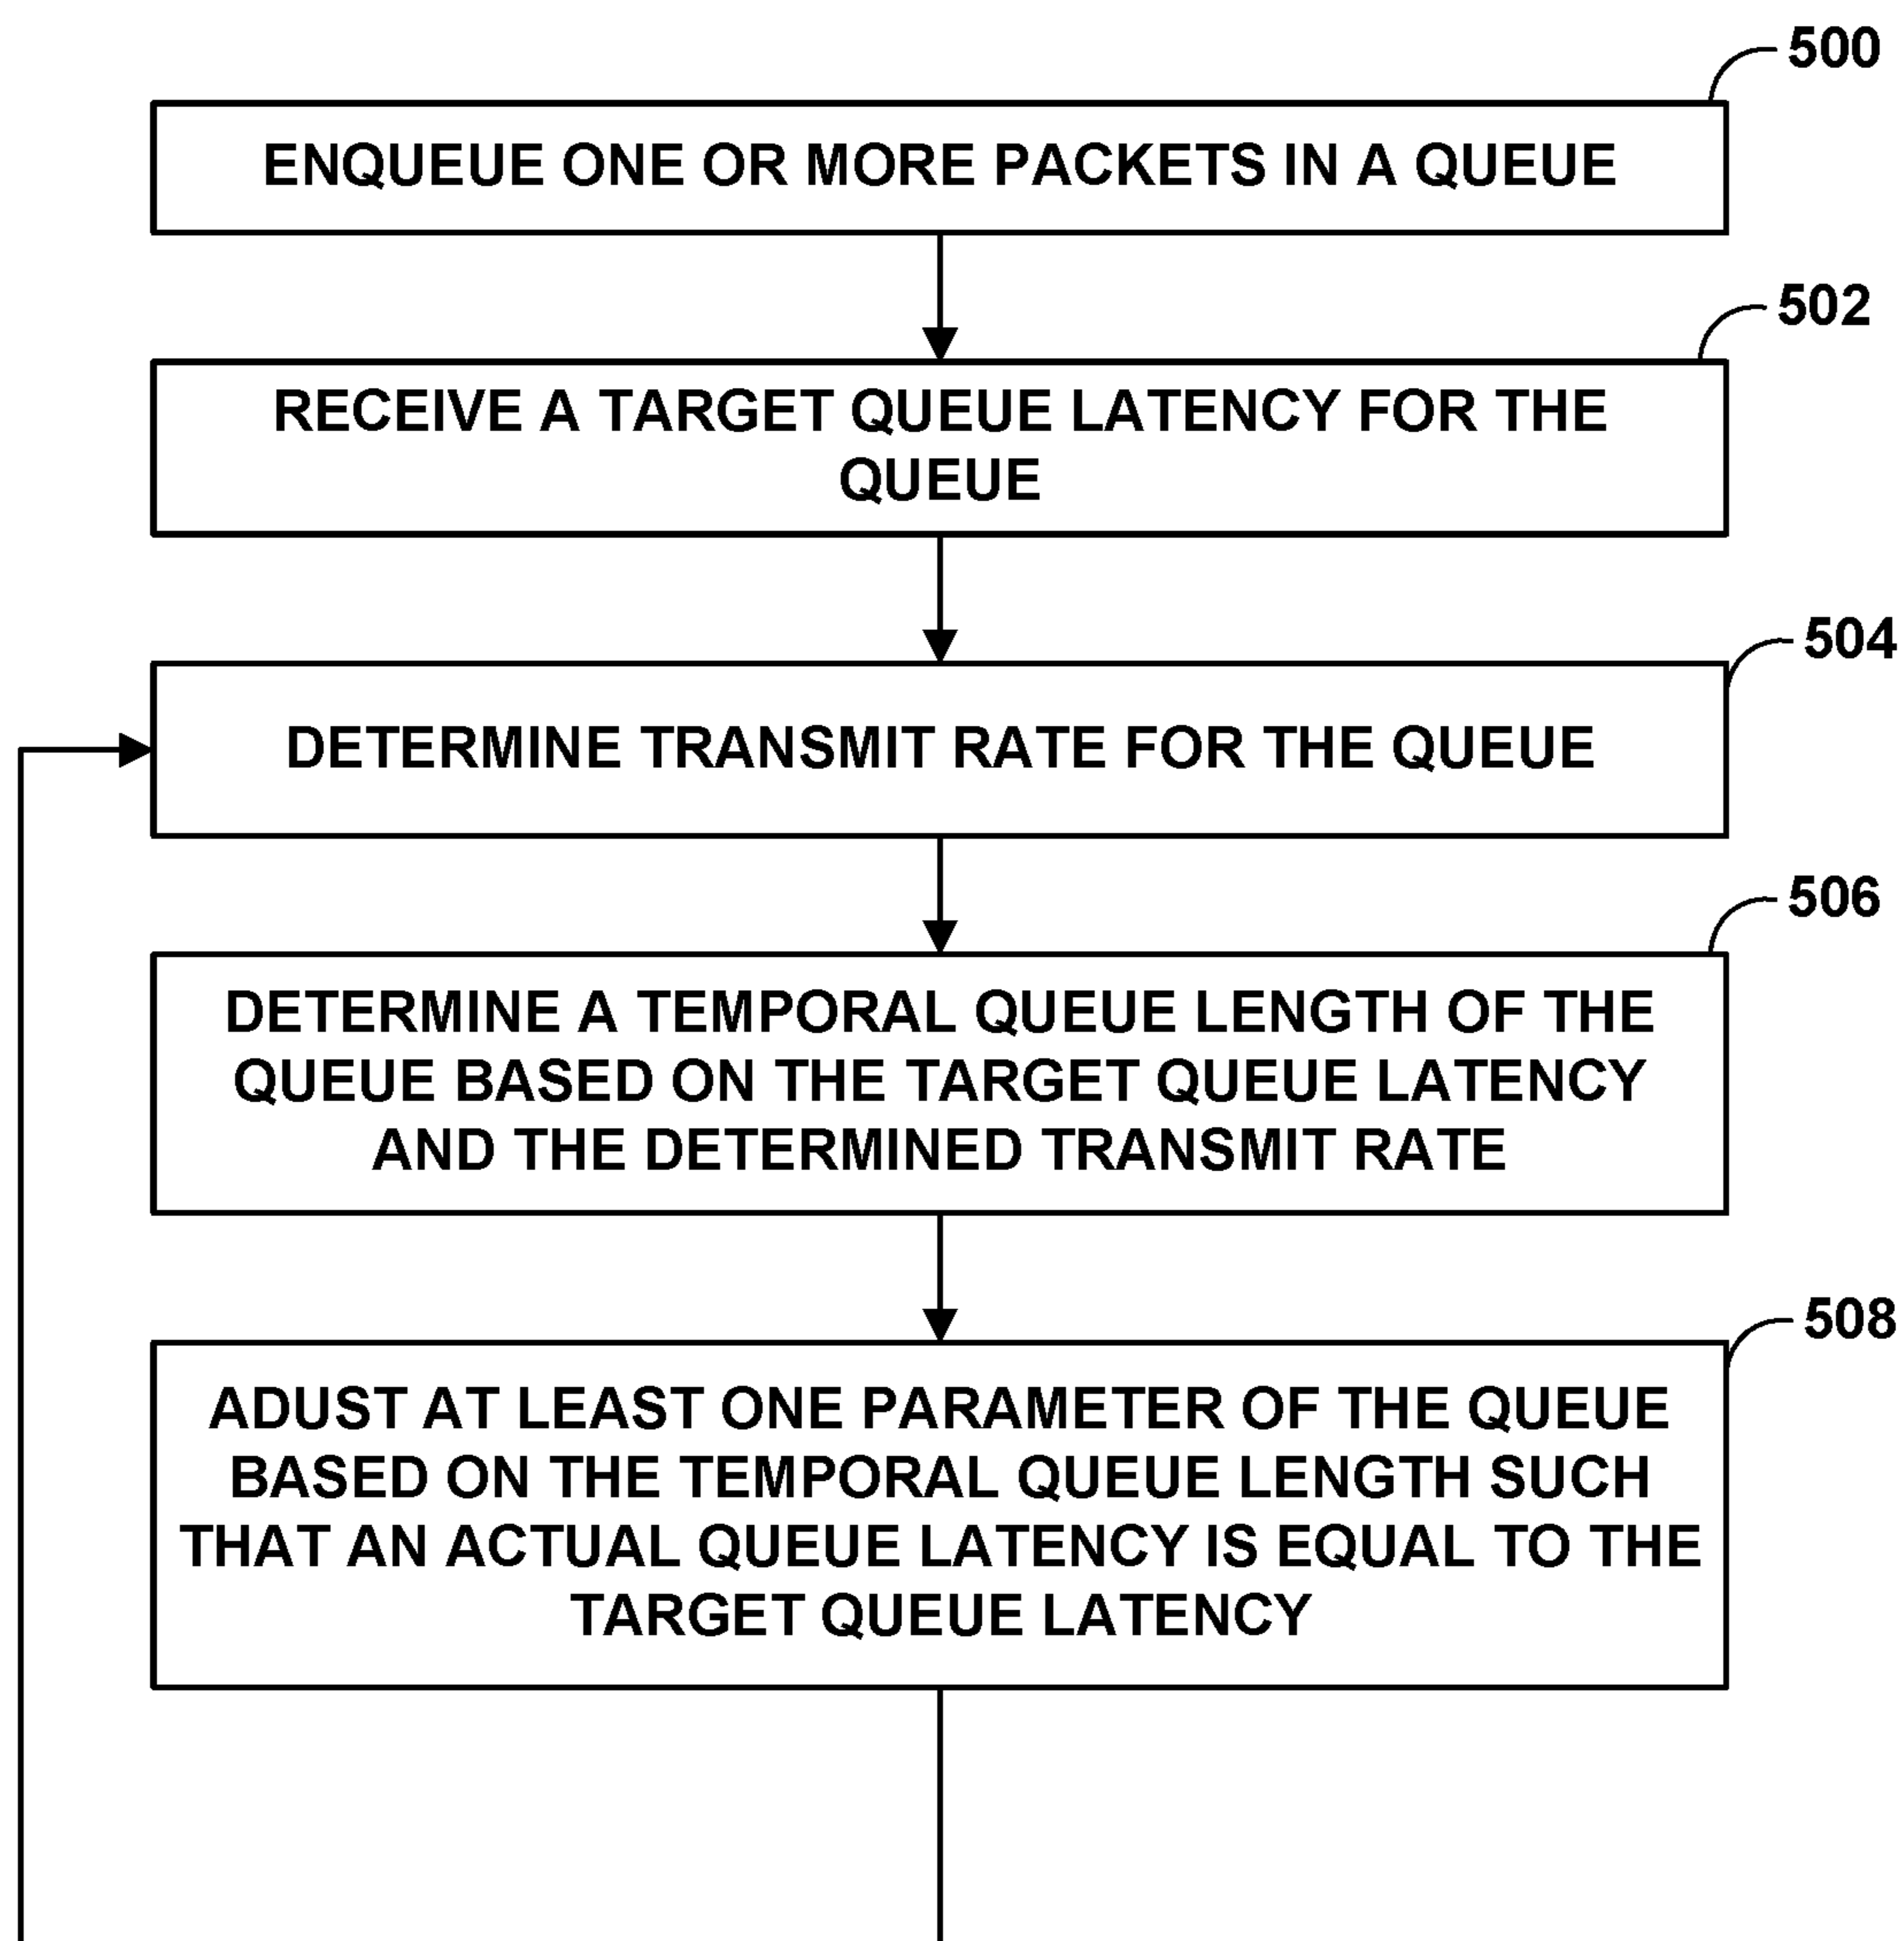 500
ENQUEUE ONE OR MORE PACKETS IN A QUEUE
502
RECEIVE A TARGET QUEUE LATENCY FOR THE
QUEUE
504
DETERMINE TRANSMIT RATE FOR THE QUEUE
506
DETERMINE A TEMPORAL QUEUE LENGTH OF THE
QUEUE BASED ON THE TARGET QUEUE LATENCY
AND THE DETERMINED TRANSMIT RATE
508
ADUST AT LEAST ONE PARAMETER OF THE QUEUE
BASED ON THE TEMPORAL QUEUE LENGTH SUCH
THAT AN ACTUAL QUEUE LATENCY IS EQUAL TO THE
TARGET QUEUE LATENCY